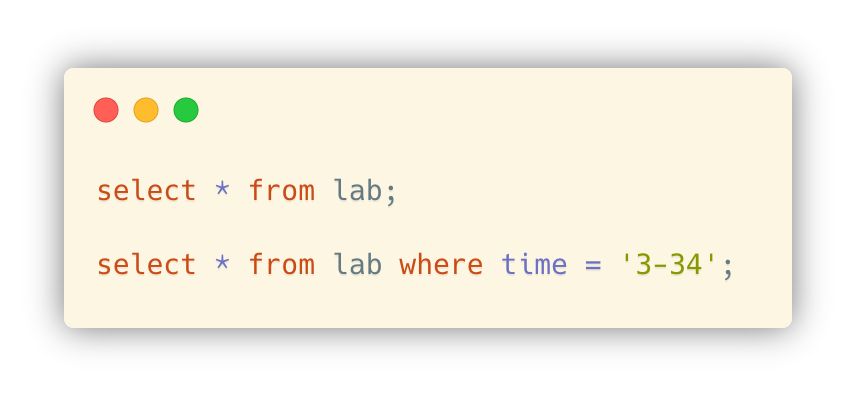 select * from lab;
select * from lab where time = '3-34';